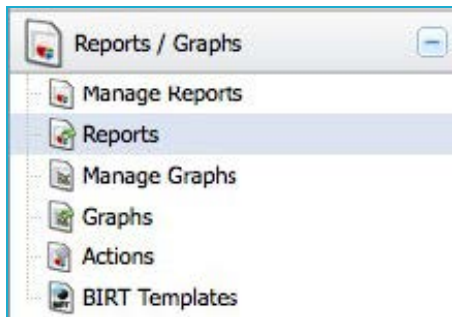 Reports / Graphs
Manage Reports
Reports
Manage Graphs
Graphs
Actions
BIRT Templates